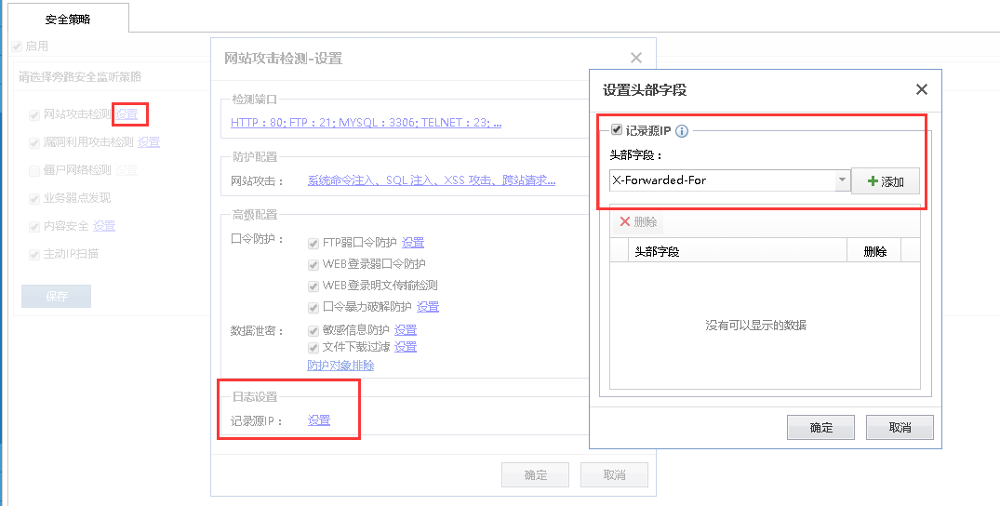 安全策略
启用
请选择旁路安全监听策略
网站攻击检测 设置
漏洞利用攻击检测 设置
僵尸网络检测 设置
业务弱点发现
内容安全 设置
主动IP扫描
保存
网站攻击检测-设置
检测端口
HTTP：80; FTP：21; MYSQL：3306; TELNET：23; ...
防护配置
网站攻击： 系统命令注入、SQL 注入、XSS 攻击、跨站请求...
高级配置
口令防护： FTP弱口令防护 设置
WEB登录弱口令防护
WEB登录明文传输检测
口令暴力破解防护 设置
数据泄密： 敏感信息防护 设置
文件下载过滤 设置
防护对象排除
日志设置
记录源IP： 设置
确定 取消
设置头部字段
记录源IP
头部字段：
X-Forwarded-For 添加
删除
头部字段 删除
没有可以显示的数据
确定 取消